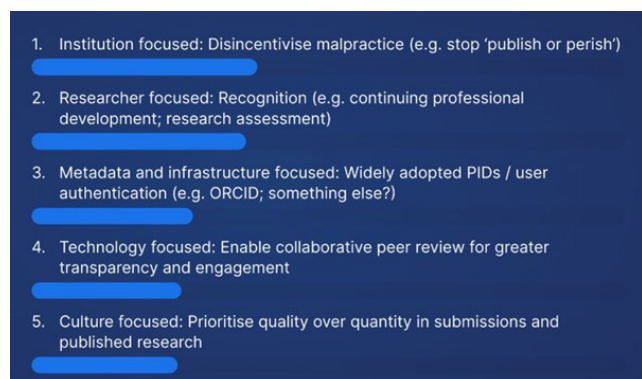 1. Institution focused: Disincentivise malpractice (e.g. stop ‘publish or perish’)
2. Researcher focused: Recognition (e.g. continuing professional
development; research assessment)
3. Metadata and infrastructure focused: Widely adopted PIDs / user
authentication (e.g. ORCID; something else?)
4. Technology focused: Enable collaborative peer review for greater
transparency and engagement
5. Culture focused: Prioritise quality over quantity in submissions and
published research